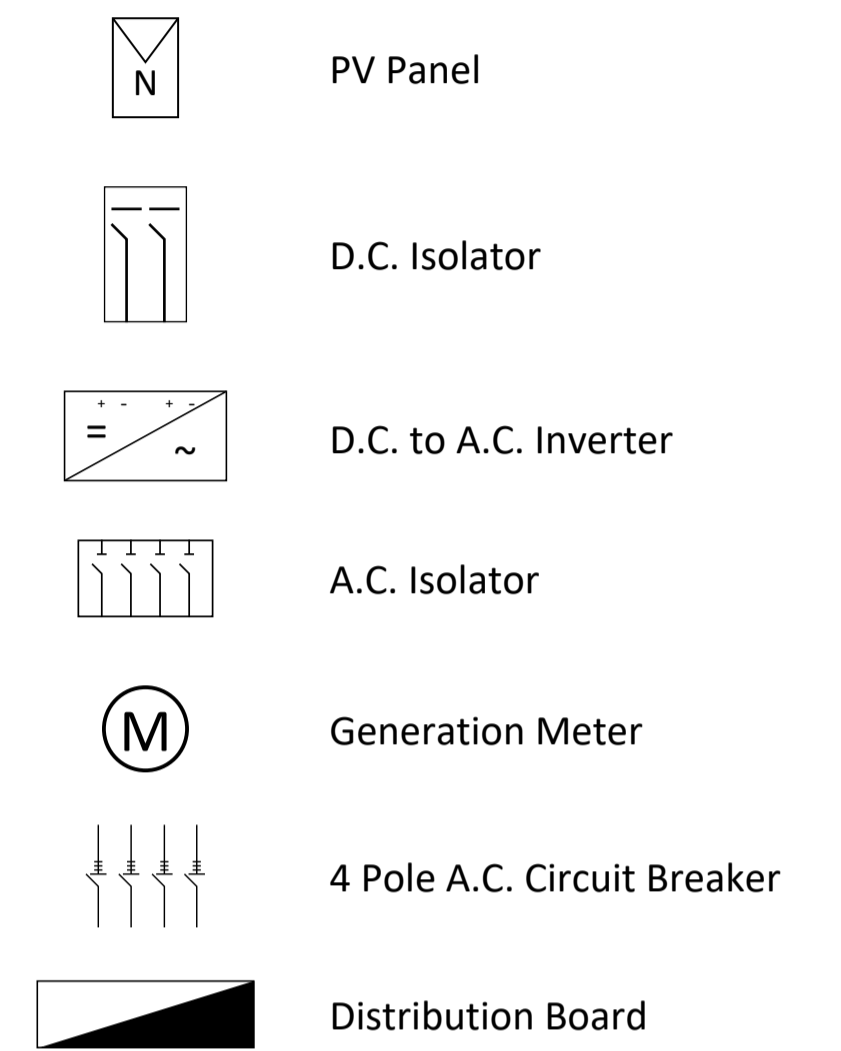 N
PV Panel
D.C. Isolator
+ - + -
=
~
D.C. to A.C. Inverter
A.C. Isolator
M
Generation Meter
4 Pole A.C. Circuit Breaker
Distribution Board